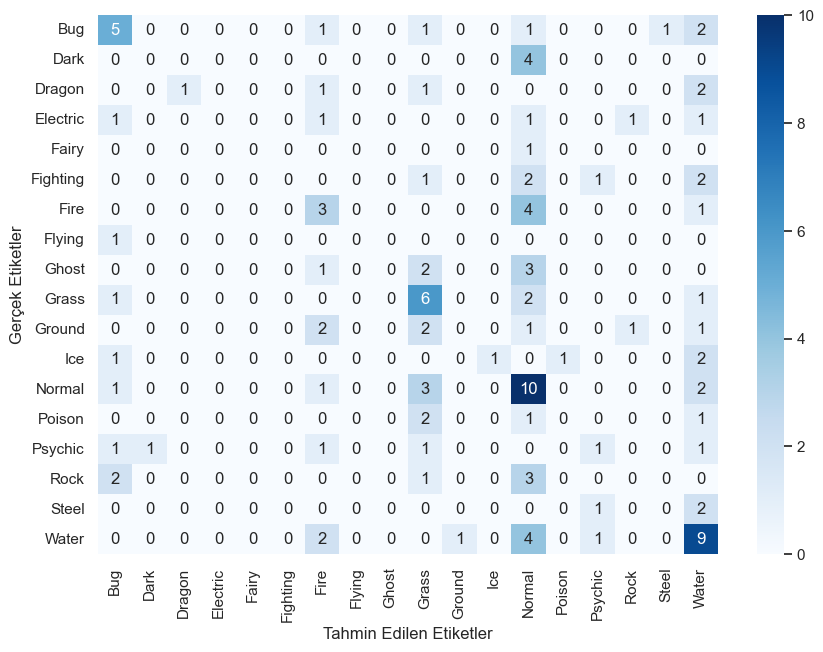 Gerçek Etiketler
Bug 5 0 0 0 0 0 1 0 0 1 0 0 1 0 0 0 1 2
Dark 0 0 0 0 0 0 0 0 0 0 0 0 4 0 0 0 0 0
Dragon 0 0 1 0 0 0 1 0 0 1 0 0 0 0 0 0 0 2
Electric 1 0 0 0 0 0 1 0 0 0 0 0 1 0 0 1 0 1
Fairy 0 0 0 0 0 0 0 0 0 0 0 0 1 0 0 0 0 0
Fighting 0 0 0 0 0 0 0 0 0 1 0 0 2 0 1 0 0 2
Fire 0 0 0 0 0 0 3 0 0 0 0 0 4 0 0 0 0 1
Flying 1 0 0 0 0 0 0 0 0 0 0 0 0 0 0 0 0 0
Ghost 0 0 0 0 0 0 1 0 0 2 0 0 3 0 0 0 0 0
Grass 1 0 0 0 0 0 0 0 0 6 0 0 2 0 0 0 0 1
Ground 0 0 0 0 0 0 2 0 0 2 0 0 1 0 0 1 0 1
Ice 1 0 0 0 0 0 0 0 0 0 0 1 0 1 0 0 0 2
Normal 1 0 0 0 0 0 1 0 0 3 0 0 10 0 0 0 0 2
Poison 0 0 0 0 0 0 0 0 0 2 0 0 1 0 0 0 0 1
Psychic 1 1 0 0 0 0 1 0 0 1 0 0 0 0 1 0 0 1
Rock 2 0 0 0 0 0 0 0 0 1 0 0 3 0 0 0 0 0
Steel 0 0 0 0 0 0 0 0 0 0 0 0 0 0 1 0 0 2
Water 0 0 0 0 0 0 2 0 0 0 1 0 4 0 1 0 0 9
Bug Dark Dragon Electric Fairy Fighting Fire Flying Ghost Grass Ground Ice Normal Poison Psychic Rock Steel Water
Tahmin Edilen Etiketler
10
8
6
4
2
0